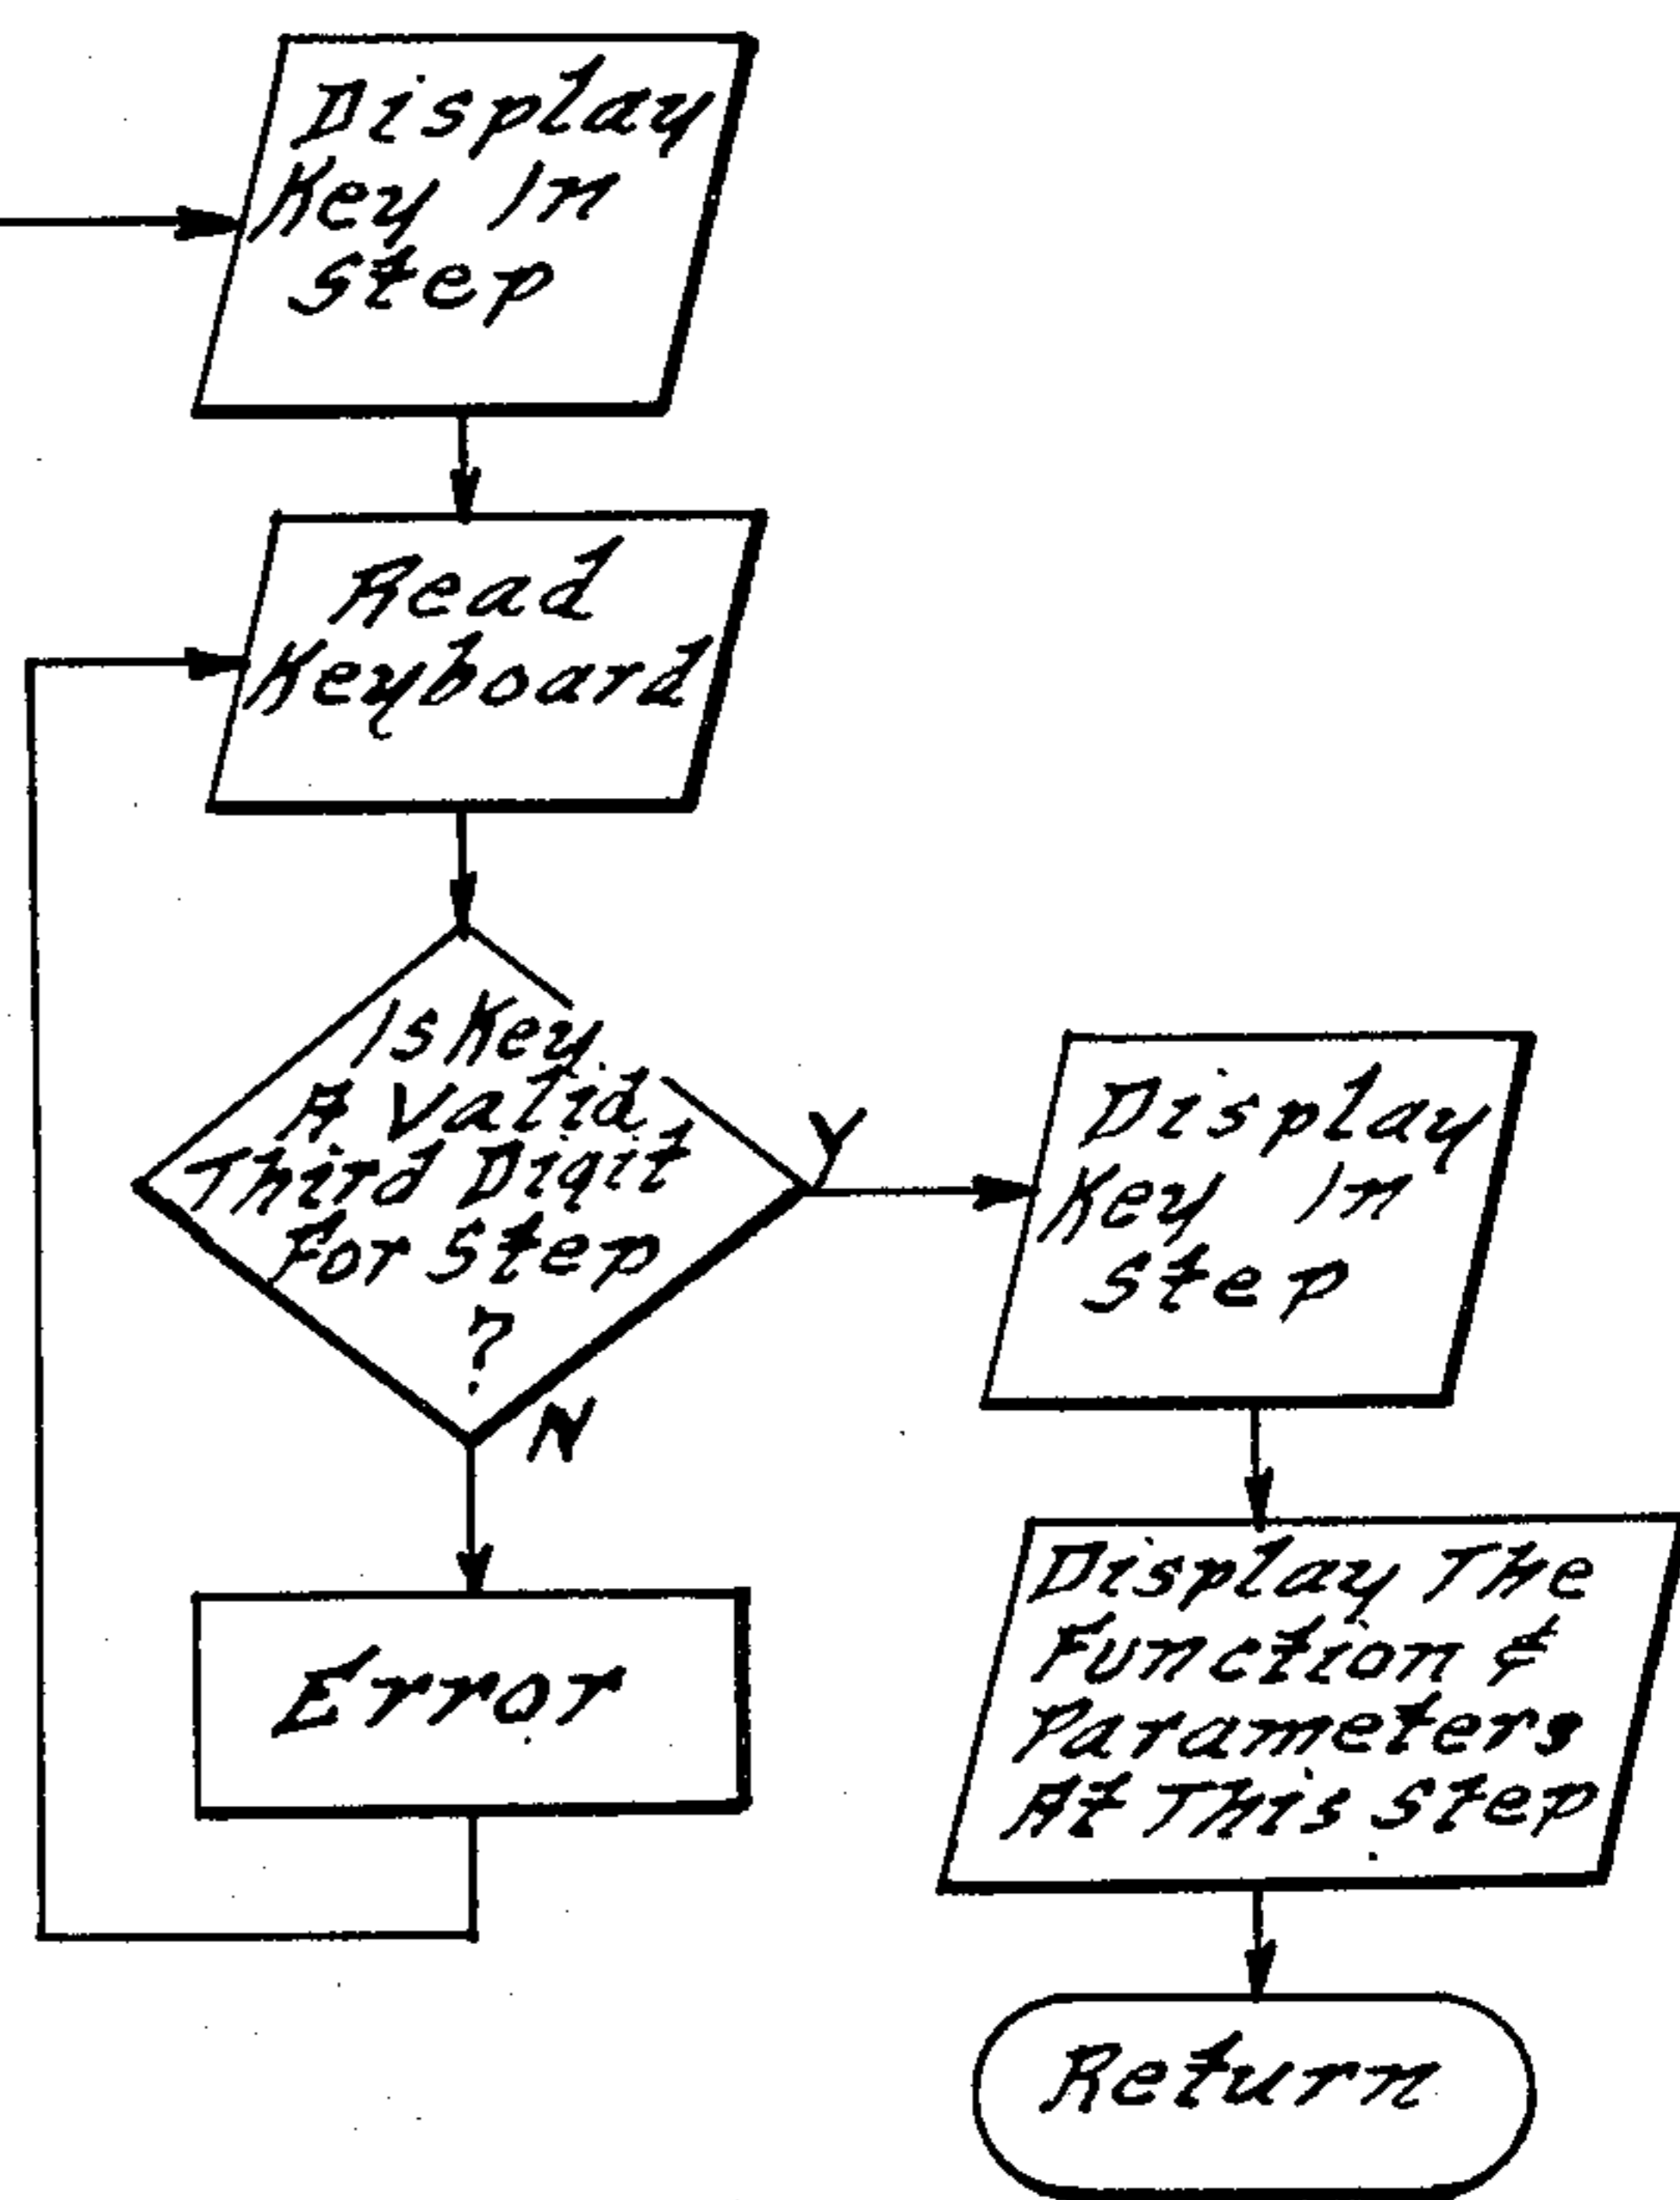 Display
Key In
Step
Read
Keyboard
Is Key
A Valid
Third Digit
For Step
?
Y
N
Error
Display
Key In
Step
Display The
Function &
Parameters
At This Step
Return